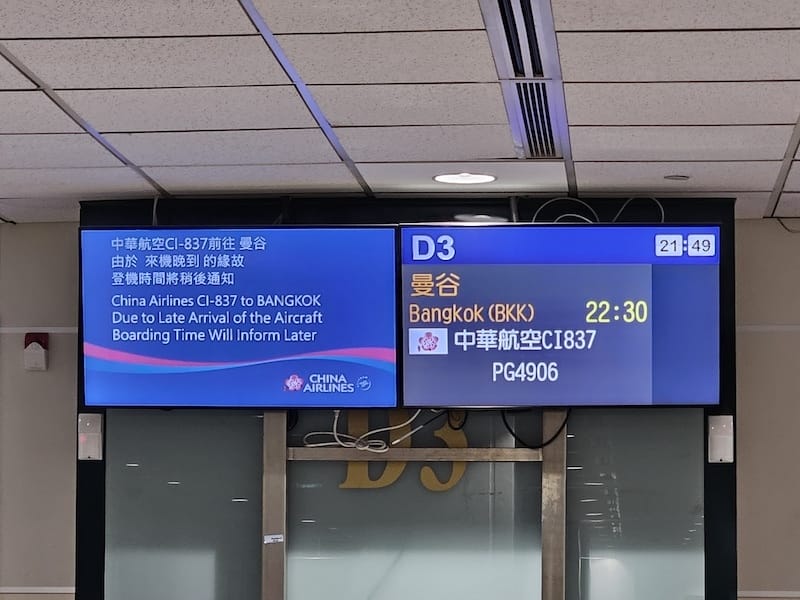 中華航空CI-837前往 曼谷
由於 來機晚到 的緣故
登機時間將稍後通知
China Airlines CI-837 to BANGKOK
Due to Late Arrival of the Aircraft
Boarding Time Will Inform Later
CHINA AIRLINES
D3
21:49
曼谷
Bangkok (BKK)
22:30
中華航空CI837
PG4906
D3